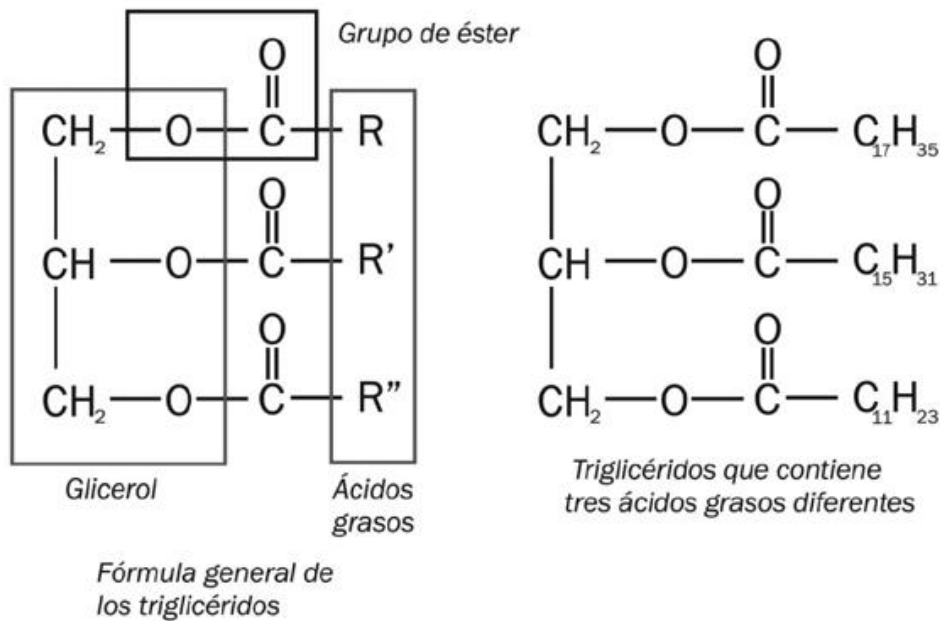 Grupo de éster
O
CH₂ O C R
O
CH O C R'
O
CH₂ O C R"
Glicerol
Ácidos
grasos
Fórmula general de
los triglicéridos
O
CH₂ O C C₁₇H₃₅
O
CH O C C₁₅H₃₁
O
CH₂ O C C₁₁H₂₃
Triglicéridos que contiene
tres ácidos grasos diferentes